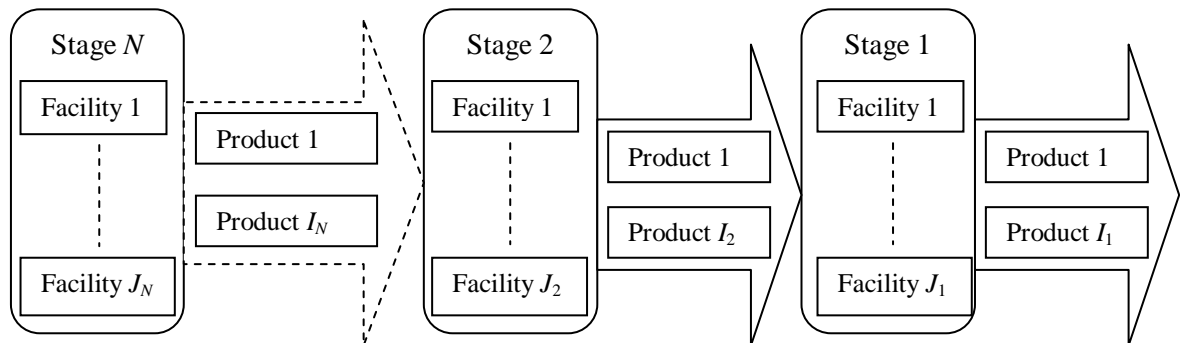 Stage N
Facility 1
Facility J_N
Product 1
Product I_N
Stage 2
Facility 1
Facility J_2
Product 1
Product I_2
Stage 1
Facility 1
Facility J_1
Product 1
Product I_1